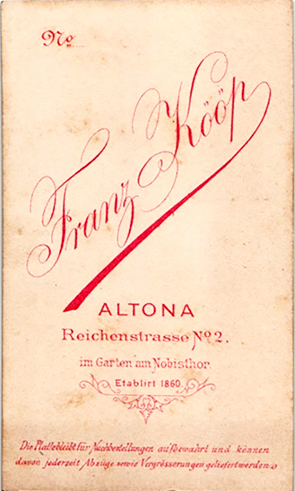 No
Franz Kööp
ALTONA
Reichenstrasse No 2.
im Garten am Nobisthor.
Etablirt 1860.
Die Platte bleibt für Nachbestellungen aufbewahrt und können
davon jederzeit Abzüge sowie Vergrösserungen geliefert werden.